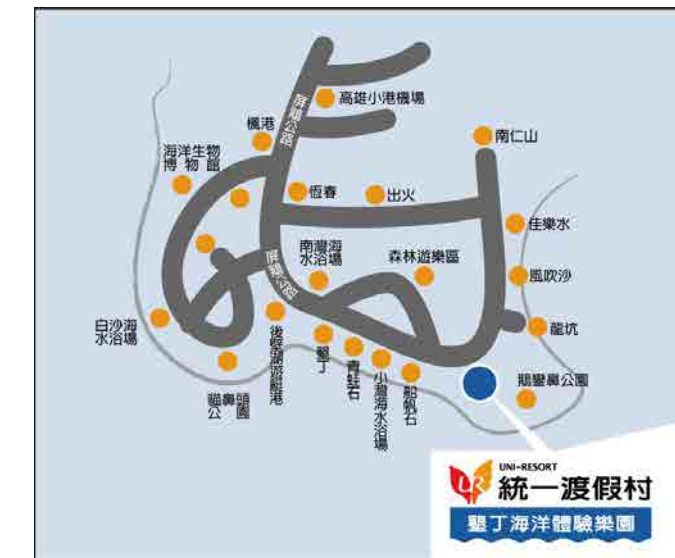 高雄小港機場
屏鵝公路
楓港
南仁山
海洋生物
博物館
恆春
出火
佳樂水
南灣海
水浴場
森林遊樂區
風吹沙
屏鵝公路
白沙海
水浴場
龍坑
後壁湖遊艇港
墾丁
青蛙石
小灣海水浴場
船帆石
貓鼻頭
公園
鵝鑾鼻公園
UNI-RESORT
統一渡假村
墾丁海洋體驗樂園